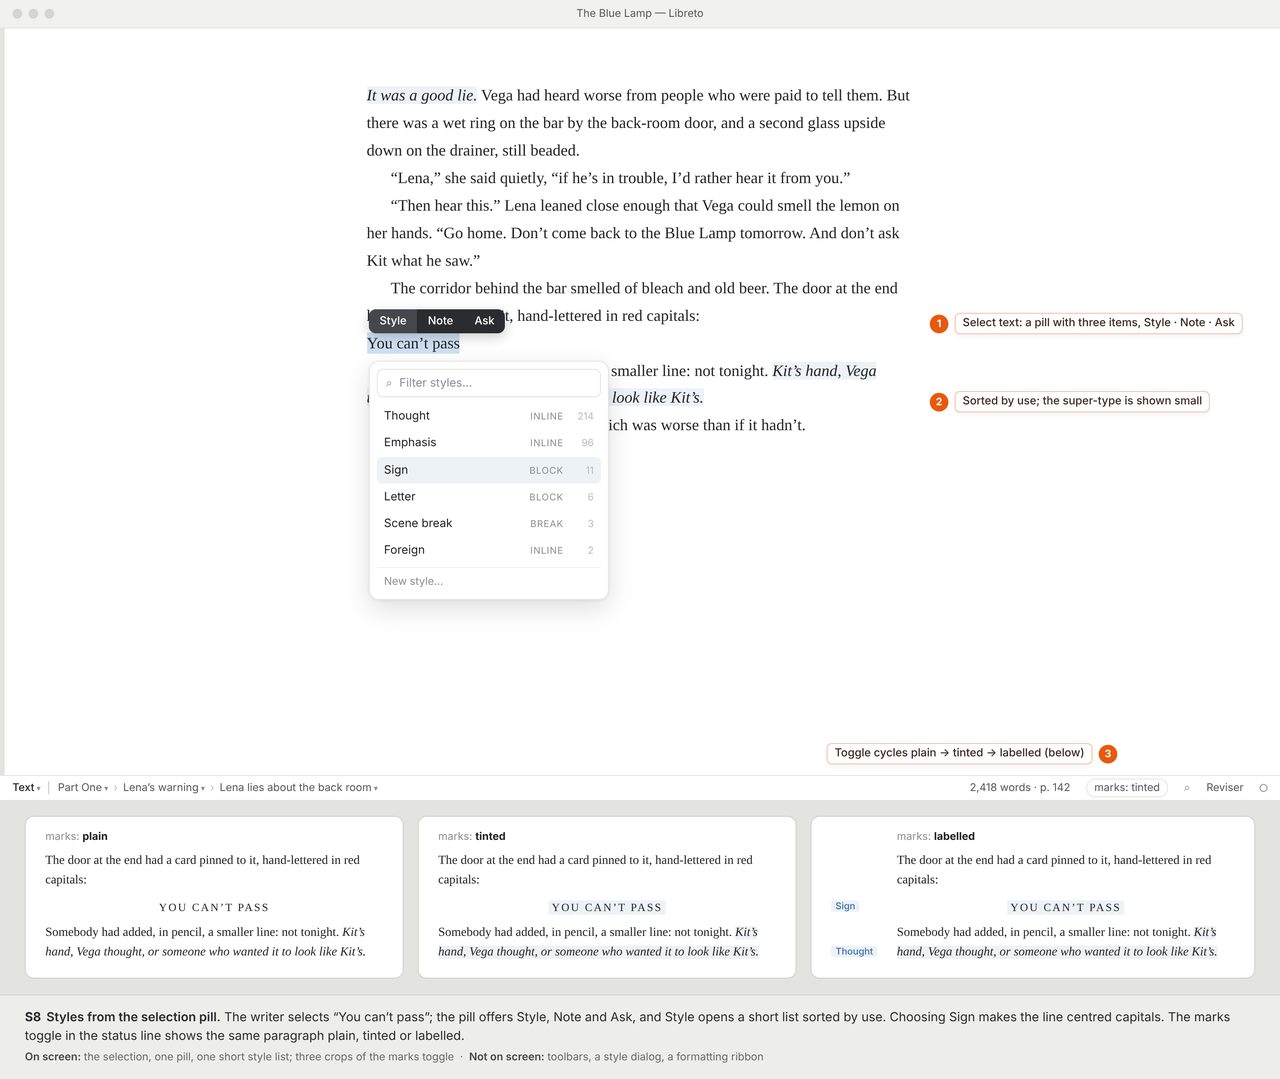 The Blue Lamp — Libreto
It was a good lie. Vega had heard worse from people who were paid to tell them. But
there was a wet ring on the bar by the back-room door, and a second glass upside
down on the drainer, still beaded.
“Lena,” she said quietly, “if he’s in trouble, I’d rather hear it from you.”
“Then hear this.” Lena leaned close enough that Vega could smell the lemon on
her hands. “Go home. Don’t come back to the Blue Lamp tomorrow. And don’t ask
Kit what he saw.”
The corridor behind the bar smelled of bleach and old beer. The door at the end
Style Note Ask
t, hand-lettered in red capitals:
1 Select text: a pill with three items, Style · Note · Ask
You can’t pass
smaller line: not tonight. Kit’s hand, Vega
look like Kit’s.
ich was worse than if it hadn’t.
Filter styles...
Thought INLINE 214
Emphasis INLINE 96
Sign BLOCK 11
Letter BLOCK 6
Scene break BREAK 3
Foreign INLINE 2
New style...
2 Sorted by use; the super-type is shown small
Toggle cycles plain → tinted → labelled (below) 3
Text ▾ Part One ▾ › Lena’s warning ▾ › Lena lies about the back room ▾
2,418 words · p. 142 marks: tinted Reviser
marks: plain
The door at the end had a card pinned to it, hand-lettered in red
capitals:
YOU CAN’T PASS
Somebody had added, in pencil, a smaller line: not tonight. Kit’s
hand, Vega thought, or someone who wanted it to look like Kit’s.
marks: tinted
The door at the end had a card pinned to it, hand-lettered in red
capitals:
YOU CAN’T PASS
Somebody had added, in pencil, a smaller line: not tonight. Kit’s
hand, Vega thought, or someone who wanted it to look like Kit’s.
marks: labelled
The door at the end had a card pinned to it, hand-lettered in red
capitals:
Sign YOU CAN’T PASS
Somebody had added, in pencil, a smaller line: not tonight. Kit’s
Thought hand, Vega thought, or someone who wanted it to look like Kit’s.
S8 Styles from the selection pill. The writer selects “You can’t pass”; the pill offers Style, Note and Ask, and Style opens a short list sorted by use. Choosing Sign makes the line centred capitals. The marks
toggle in the status line shows the same paragraph plain, tinted or labelled.
On screen: the selection, one pill, one short style list; three crops of the marks toggle · Not on screen: toolbars, a style dialog, a formatting ribbon